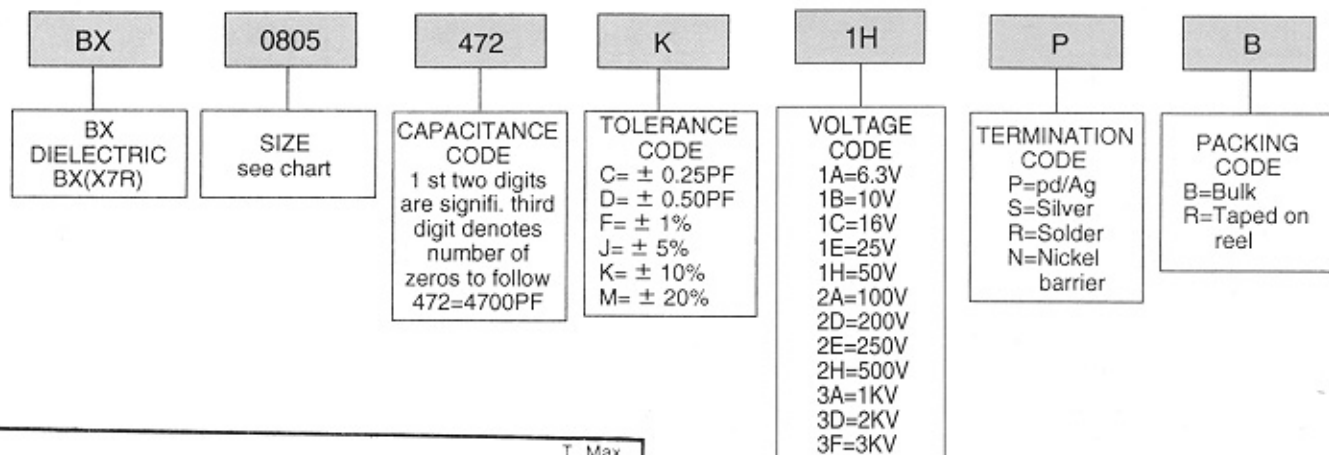 BX
0805
472
K
1H
P
B
BX
DIELECTRIC
BX(X7R)
SIZE
see chart
CAPACITANCE
CODE
1 st two digits
are signifi. third
digit denotes
number of
zeros to follow
472=4700PF
TOLERANCE
CODE
C= ± 0.25PF
D= ± 0.50PF
F= ± 1%
J= ± 5%
K= ± 10%
M= ± 20%
VOLTAGE
CODE
1A=6.3V
1B=10V
1C=16V
1E=25V
1H=50V
2A=100V
2D=200V
2E=250V
2H=500V
3A=1KV
3D=2KV
3F=3KV
TERMINATION
CODE
P=pd/Ag
S=Silver
R=Solder
N=Nickel
barrier
PACKING
CODE
B=Bulk
R=Taped on
reel
T Max